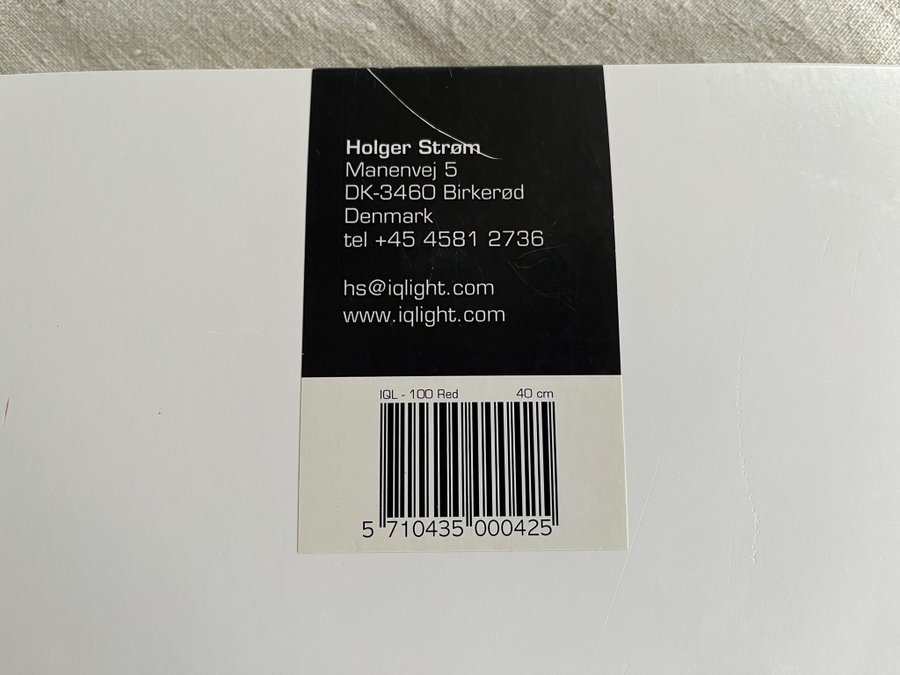 Holger Strøm
Manenvej 5
DK-3460 Birkerød
Denmark
tel +45 4581 2736
hs@iqlight.com
www.iqlight.com
IQL - 100 Red 40 cm
5 710435 000425